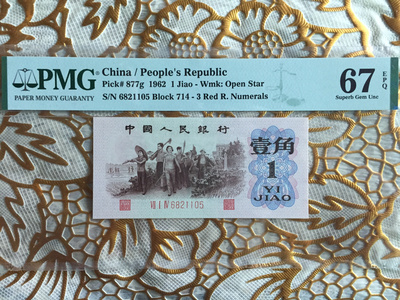 PMG
PAPER MONEY GUARANTY
China / People's Republic
Pick# 877g 1962 1 Jiao - Wmk: Open Star
S/N 6821105 Block 714 - 3 Red R. Numerals
67 EPQ
Superb Gem Unc
中國人民銀行
壹角
1
YI
JIAO
VII I IV 6821105